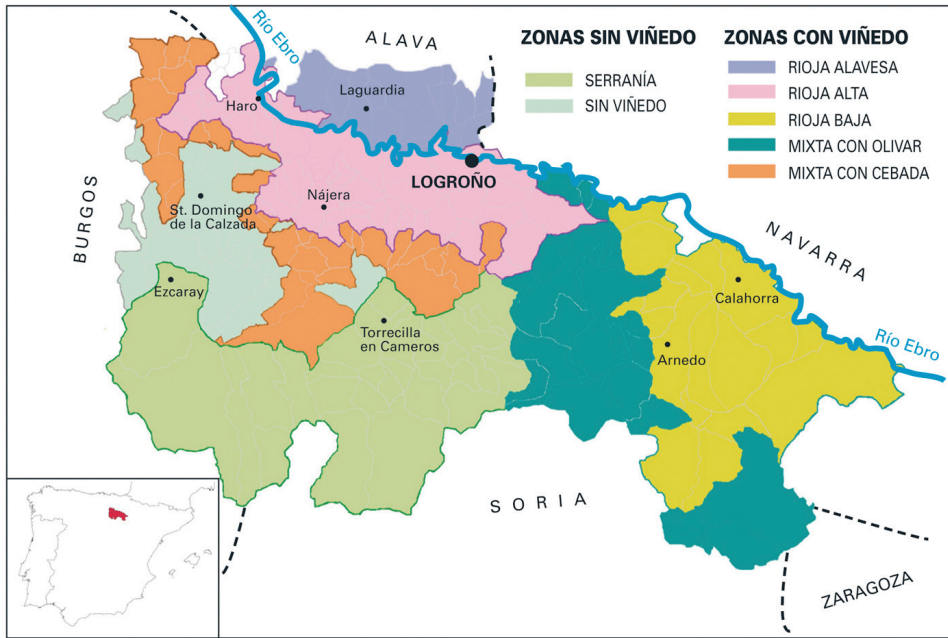 Río Ebro
ALAVA
ZONAS SIN VIÑEDO
SERRANÍA
SIN VIÑEDO
ZONAS CON VIÑEDO
RIOJA ALAVESA
RIOJA ALTA
RIOJA BAJA
MIXTA CON OLIVAR
MIXTA CON CEBADA
Haro
Laguardia
LOGROÑO
BURGOS
St. Domingo
de la Calzada
Nájera
NAVARRA
Ezcaray
Calahorra
Torrecilla
en Cameros
Arnedo
Río Ebro
SORIA
ZARAGOZA